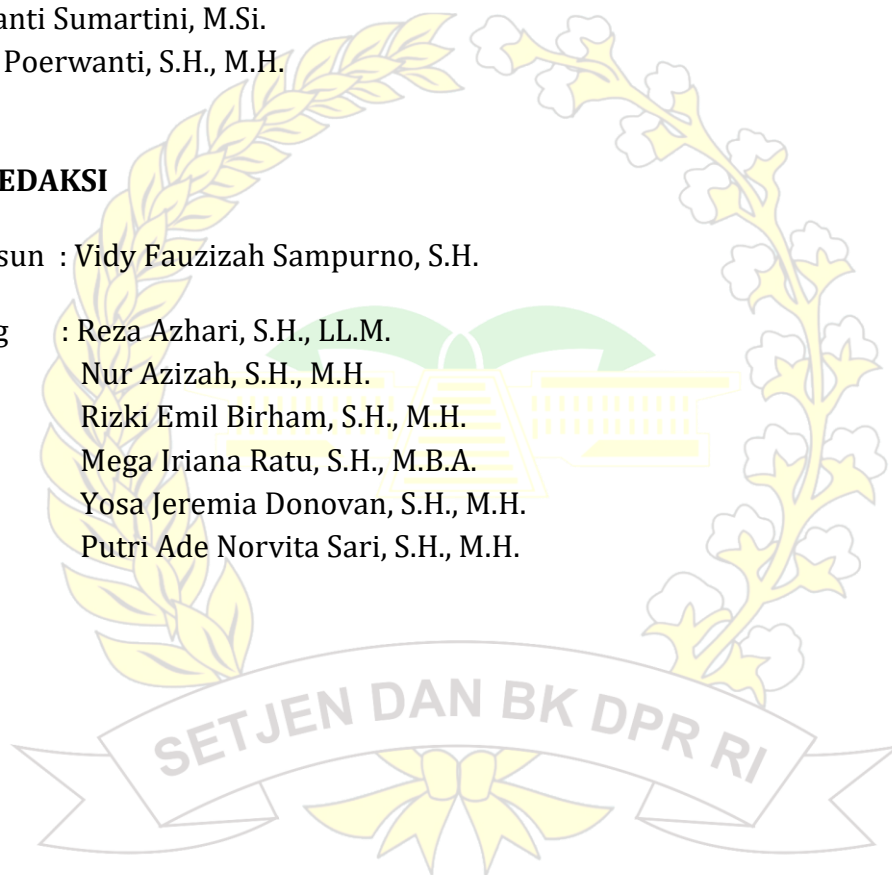 anti Sumartini, M.Si.
Poerwanti, S.H., M.H.
EDAKSI
sun : Vidy Fauzizah Sampurno, S.H.
g : Reza Azhari, S.H., LL.M.
Nur Azizah, S.H., M.H.
Rizki Emil Birham, S.H., M.H.
Mega Iriana Ratu, S.H., M.B.A.
Yosa Jeremia Donovan, S.H., M.H.
Putri Ade Norvita Sari, S.H., M.H.
SETJEN DAN BK DPR RI